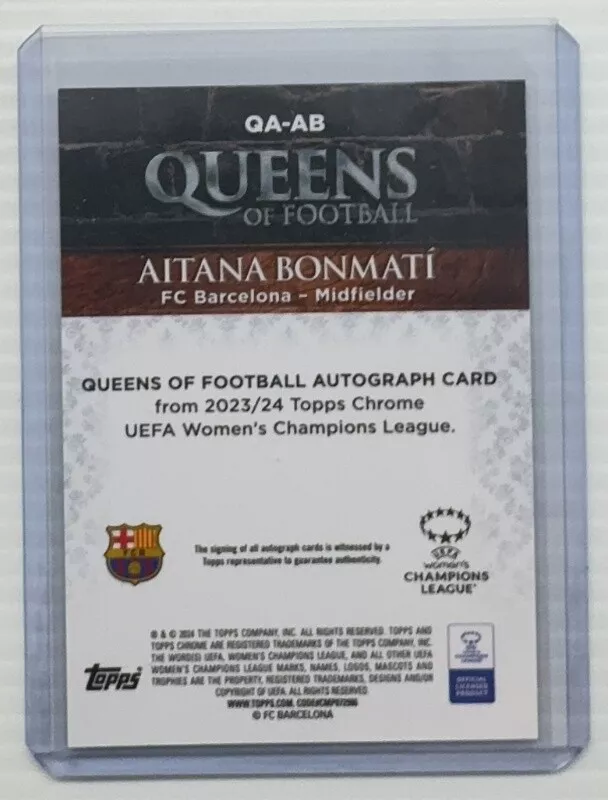 QA-AB
QUEENS
OF FOOTBALL
AITANA BONMATÍ
FC Barcelona - Midfielder
QUEENS OF FOOTBALL AUTOGRAPH CARD
from 2023/24 Topps Chrome
UEFA Women's Champions League.
FCB
The signing of all autograph cards is witnessed by a
Topps representative to guarantee authenticity.
UEFA
women's
CHAMPIONS
LEAGUE
Topps
® & © 2024 THE TOPPS COMPANY, INC. ALL RIGHTS RESERVED. TOPPS AND
TOPPS CHROME ARE REGISTERED TRADEMARKS OF THE TOPPS COMPANY, INC.
THE WORD(S) UEFA, WOMEN'S CHAMPIONS LEAGUE, AND ALL OTHER UEFA
WOMEN'S CHAMPIONS LEAGUE MARKS, NAMES, LOGOS, MASCOTS AND
TROPHIES ARE THE PROPERTY, REGISTERED TRADEMARKS, DESIGNS AND/OR
COPYRIGHT OF UEFA. ALL RIGHTS RESERVED.
WWW.TOPPS.COM.
© FC BARCELONA
OFFICIAL
LICENSED
PRODUCT